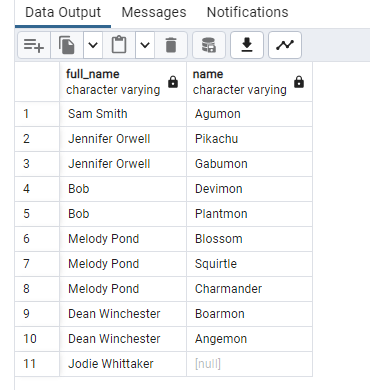 Data Output Messages Notifications
full_name name
character varying character varying
1 Sam Smith Agumon
2 Jennifer Orwell Pikachu
3 Jennifer Orwell Gabumon
4 Bob Devimon
5 Bob Plantmon
6 Melody Pond Blossom
7 Melody Pond Squirtle
8 Melody Pond Charmander
9 Dean Winchester Boarmon
10 Dean Winchester Angemon
11 Jodie Whittaker [null]